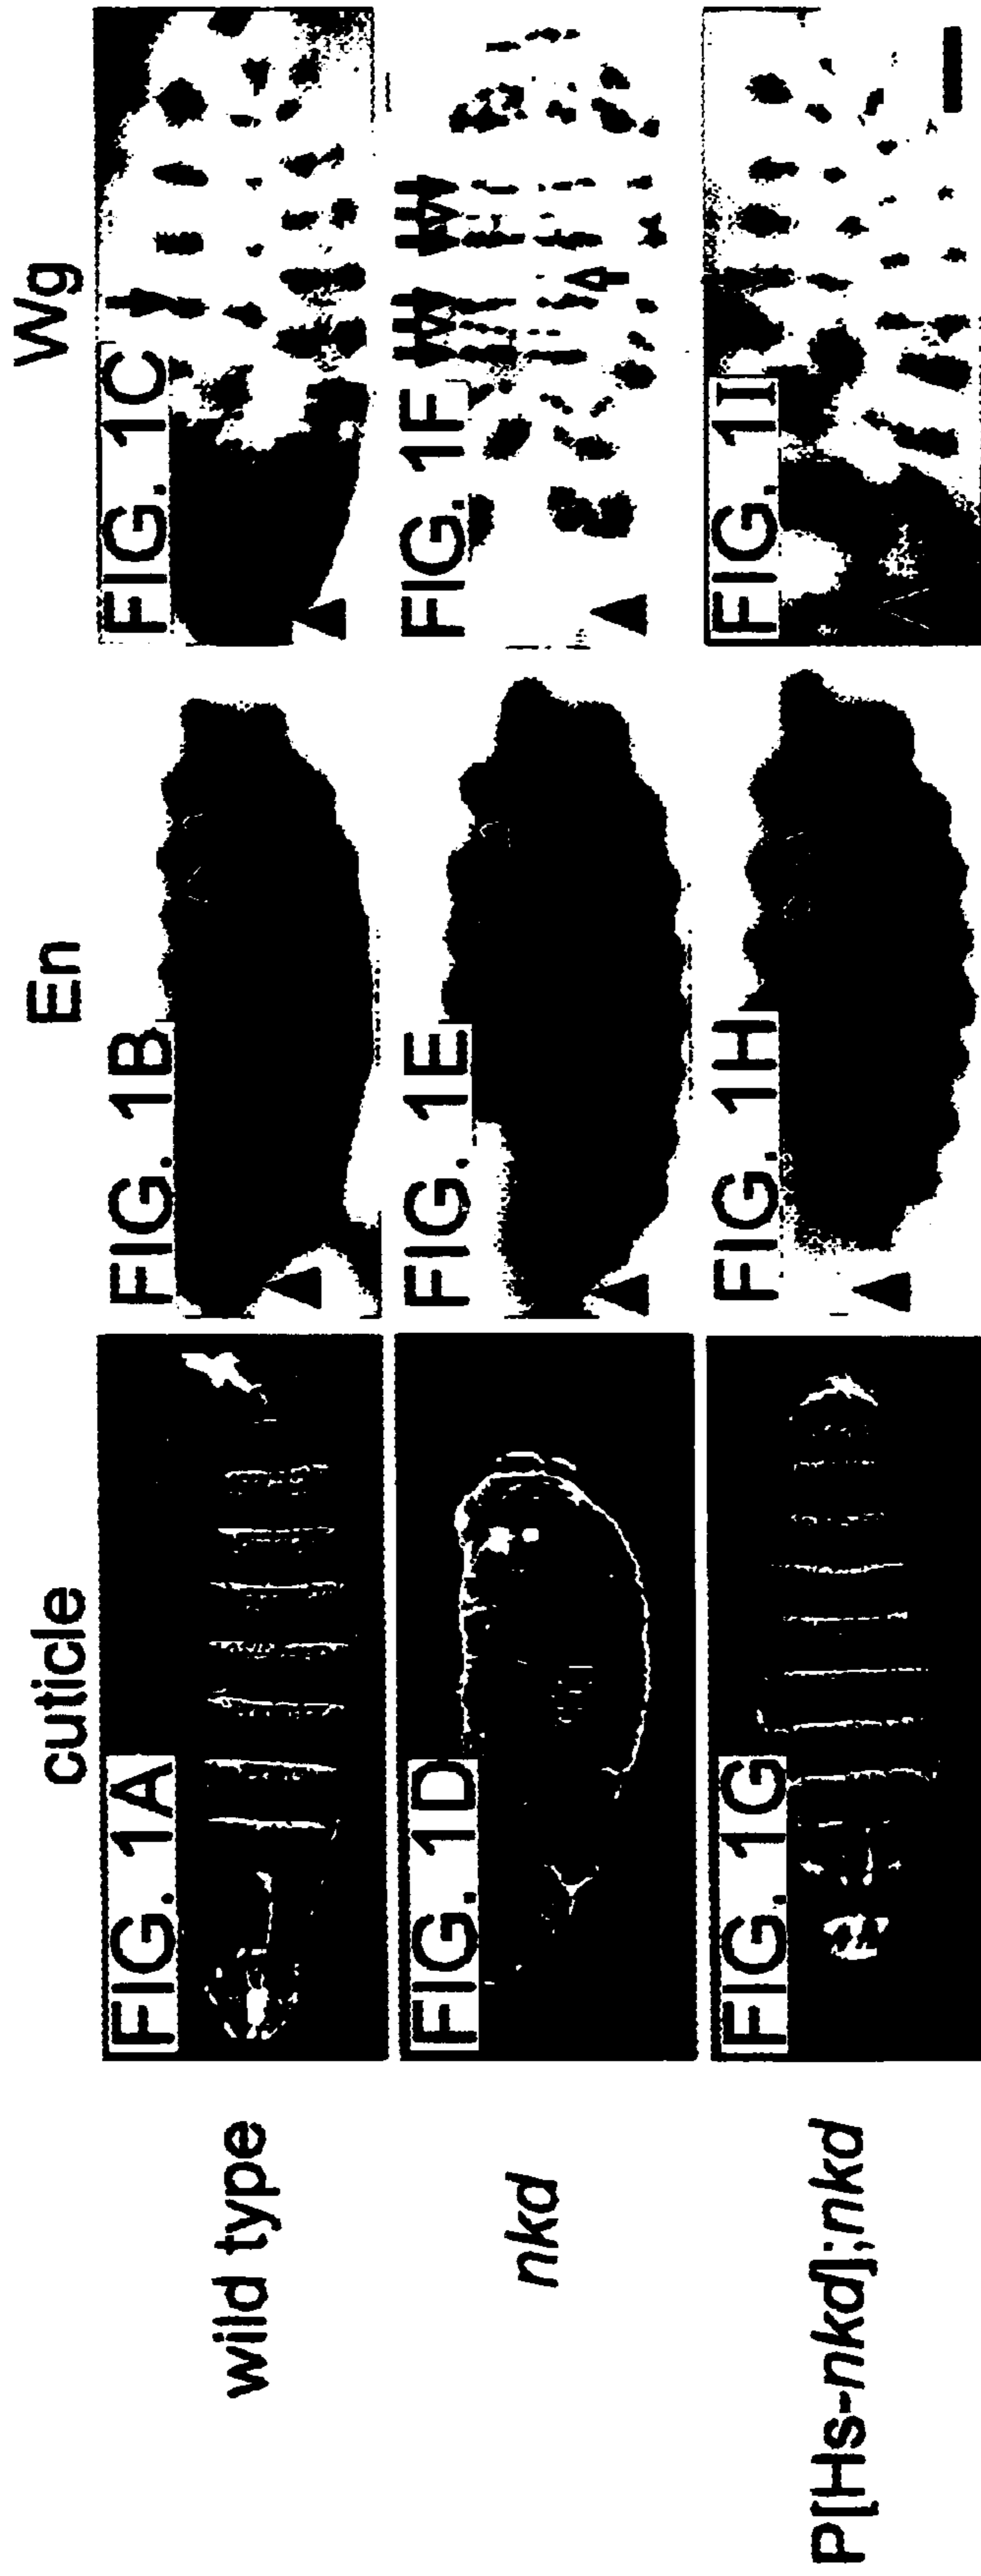 cuticle
En
Wg
wild type
FIG. 1A
FIG. 1B
FIG. 1C
nkd
FIG. 1D
FIG. 1E
FIG. 1F
P[Hs-nkd];nkd
FIG. 1G
FIG. 1H
FIG. 1I